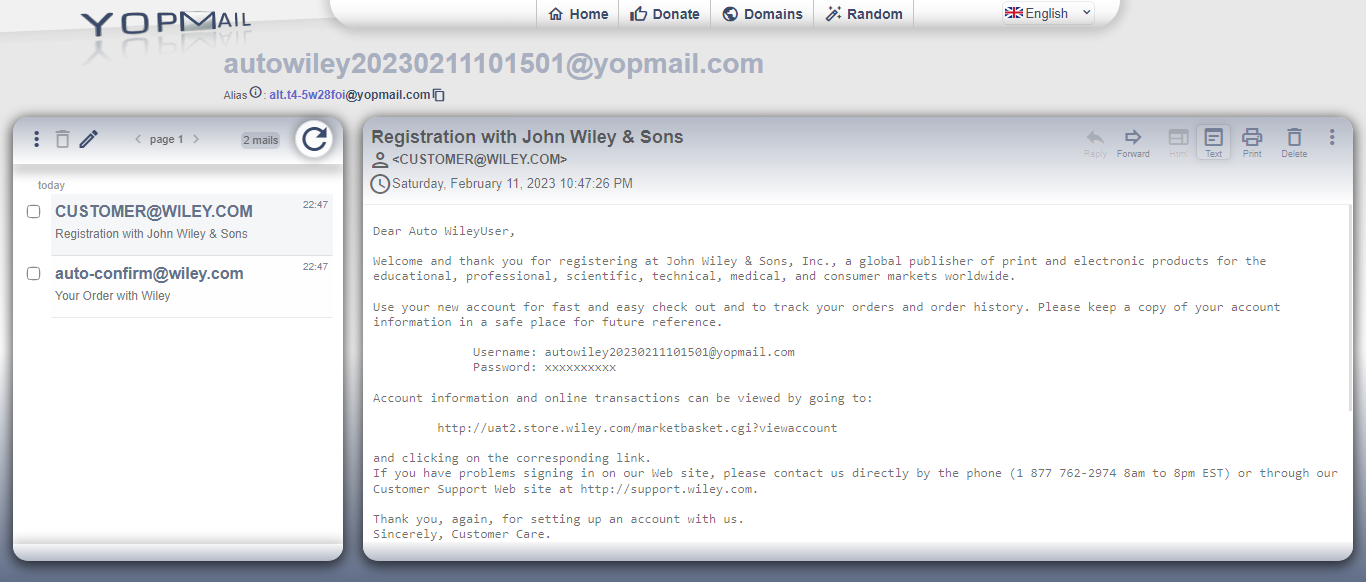 YOPMAIL
Home
Donate
Domains
Random
English
autowiley20230211101501@yopmail.com
Alias : alt.t4-5w28foi@yopmail.com
page 1
2 mails
today
CUSTOMER@WILEY.COM
22:47
Registration with John Wiley & Sons
auto-confirm@wiley.com
22:47
Your Order with Wiley
Registration with John Wiley & Sons
<CUSTOMER@WILEY.COM>
Saturday, February 11, 2023 10:47:26 PM
Reply
Forward
Html
Text
Print
Delete
Dear Auto WileyUser,
Welcome and thank you for registering at John Wiley & Sons, Inc., a global publisher of print and electronic products for the
educational, professional, scientific, technical, medical, and consumer markets worldwide.
Use your new account for fast and easy check out and to track your orders and order history. Please keep a copy of your account
information in a safe place for future reference.
Username: autowiley20230211101501@yopmail.com
Password: xxxxxxxxxx
Account information and online transactions can be viewed by going to:
http://uat2.store.wiley.com/marketbasket.cgi?viewaccount
and clicking on the corresponding link.
If you have problems signing in on our Web site, please contact us directly by the phone (1 877 762-2974 8am to 8pm EST) or through our
Customer Support Web site at http://support.wiley.com.
Thank you, again, for setting up an account with us.
Sincerely, Customer Care.